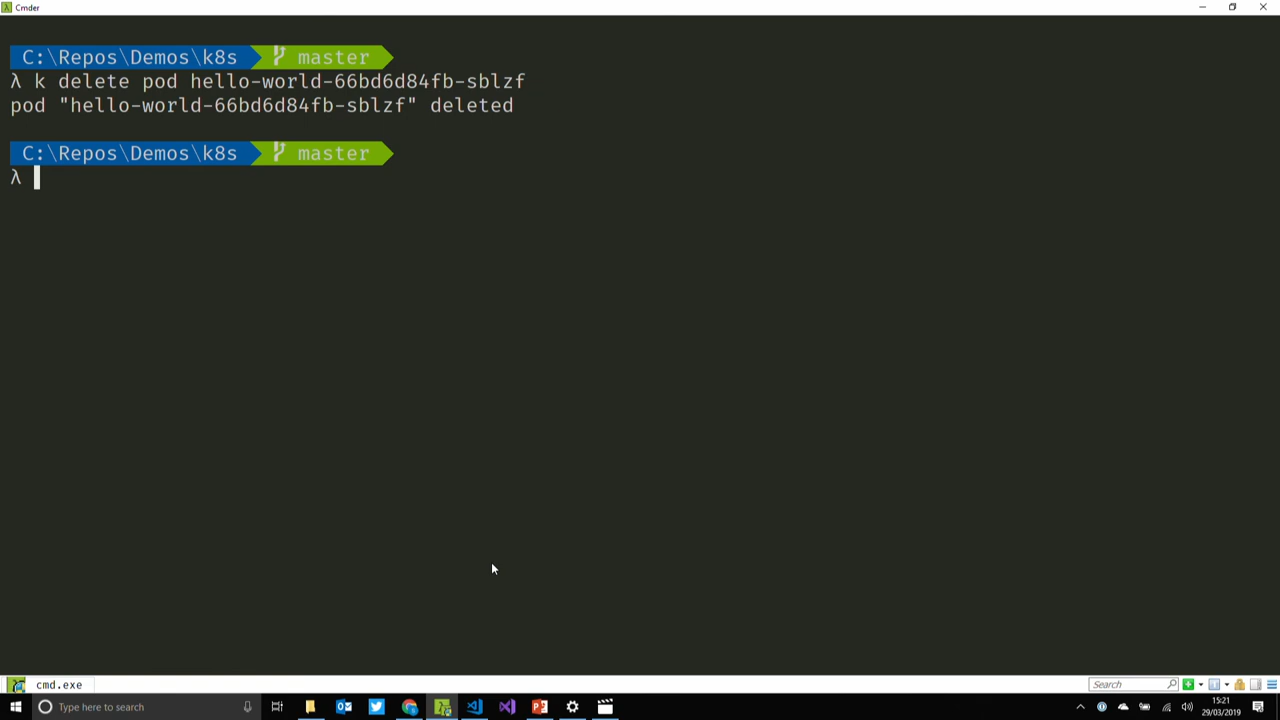 Cmder
C:\Repos\Demos\k8s master
λ k delete pod hello-world-66bd6d84fb-sblzf
pod "hello-world-66bd6d84fb-sblzf" deleted
C:\Repos\Demos\k8s master
λ
cmd.exe
Search
Type here to search
15:21
29/03/2019